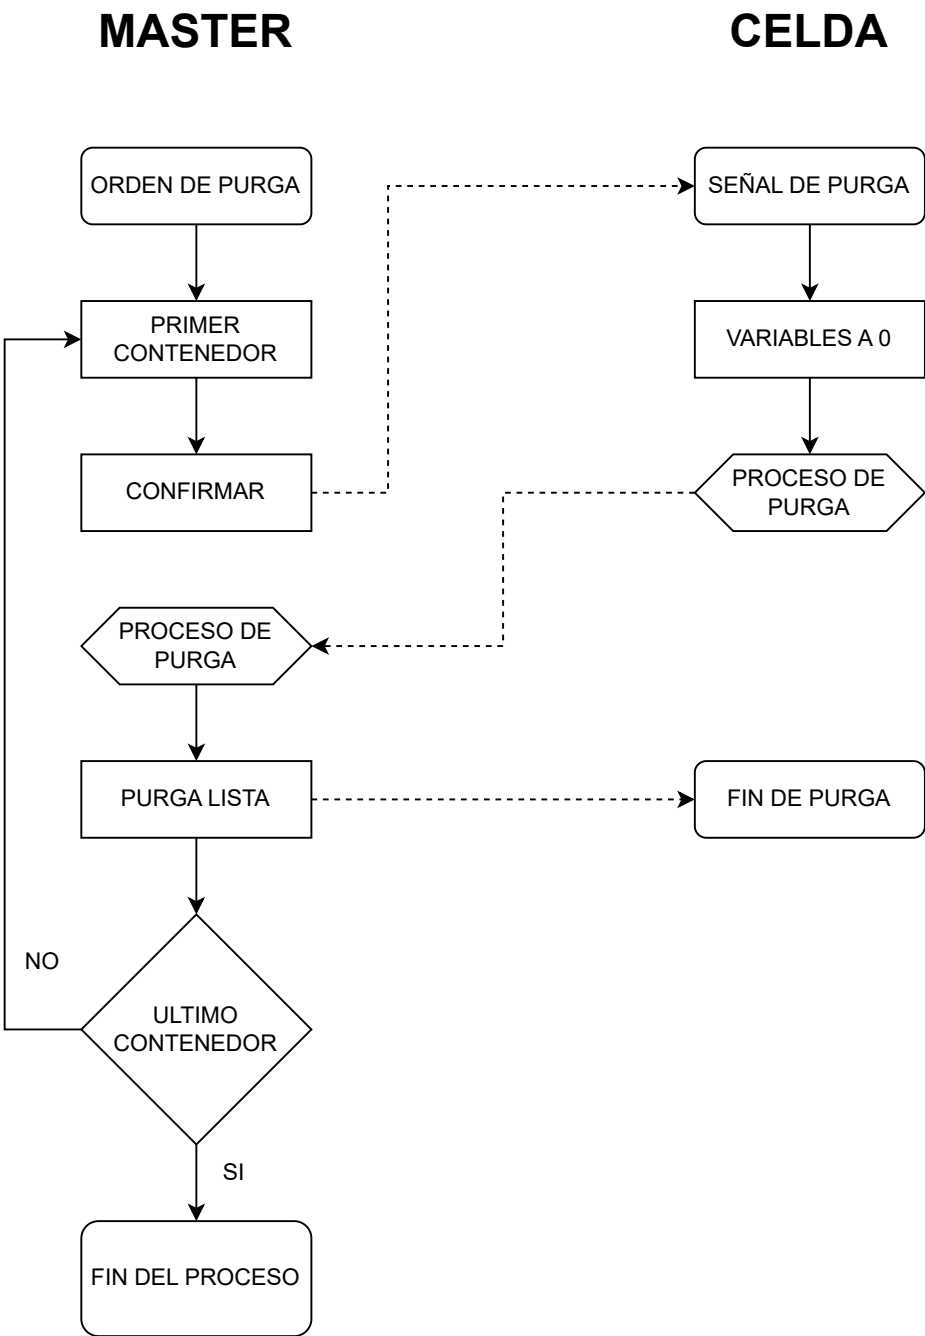 MASTER
CELDA
ORDEN DE PURGA
SEÑAL DE PURGA
PRIMER
CONTENEDOR
VARIABLES A 0
CONFIRMAR
PROCESO DE
PURGA
PROCESO DE
PURGA
PURGA LISTA
FIN DE PURGA
NO
ULTIMO
CONTENEDOR
SI
FIN DEL PROCESO